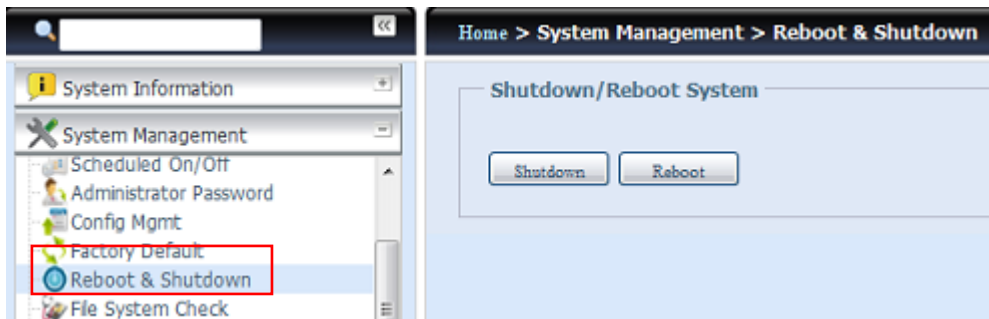 Home > System Management > Reboot & Shutdown
System Information
System Management
Scheduled On/Off
Administrator Password
Config Mgmt
Factory Default
Reboot & Shutdown
File System Check
Shutdown/Reboot System
Shutdown Reboot